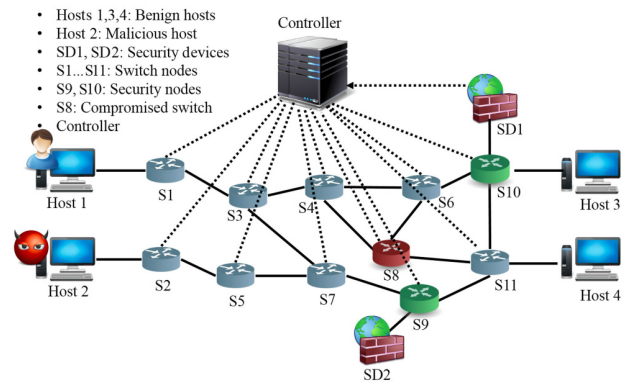 • Hosts 1,3,4: Benign hosts
• Host 2: Malicious host
• SD1, SD2: Security devices
• S1...S11: Switch nodes
• S9, S10: Security nodes
• S8: Compromised switch
• Controller
Controller
SD1
Host 1
S1
S3
S4
S6
S10
Host 3
Host 2
S2
S5
S7
S8
S11
Host 4
S9
SD2